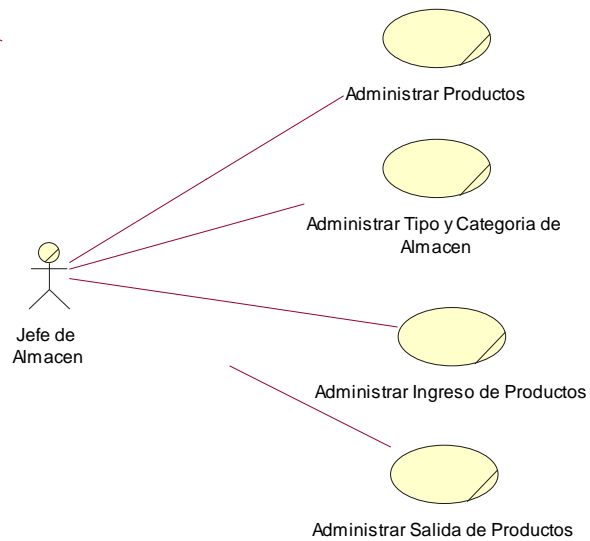 Administrar Productos
Administrar Tipo y Categoria de
Almacen
Jefe de
Almacen
Administrar Ingreso de Productos
Administrar Salida de Productos